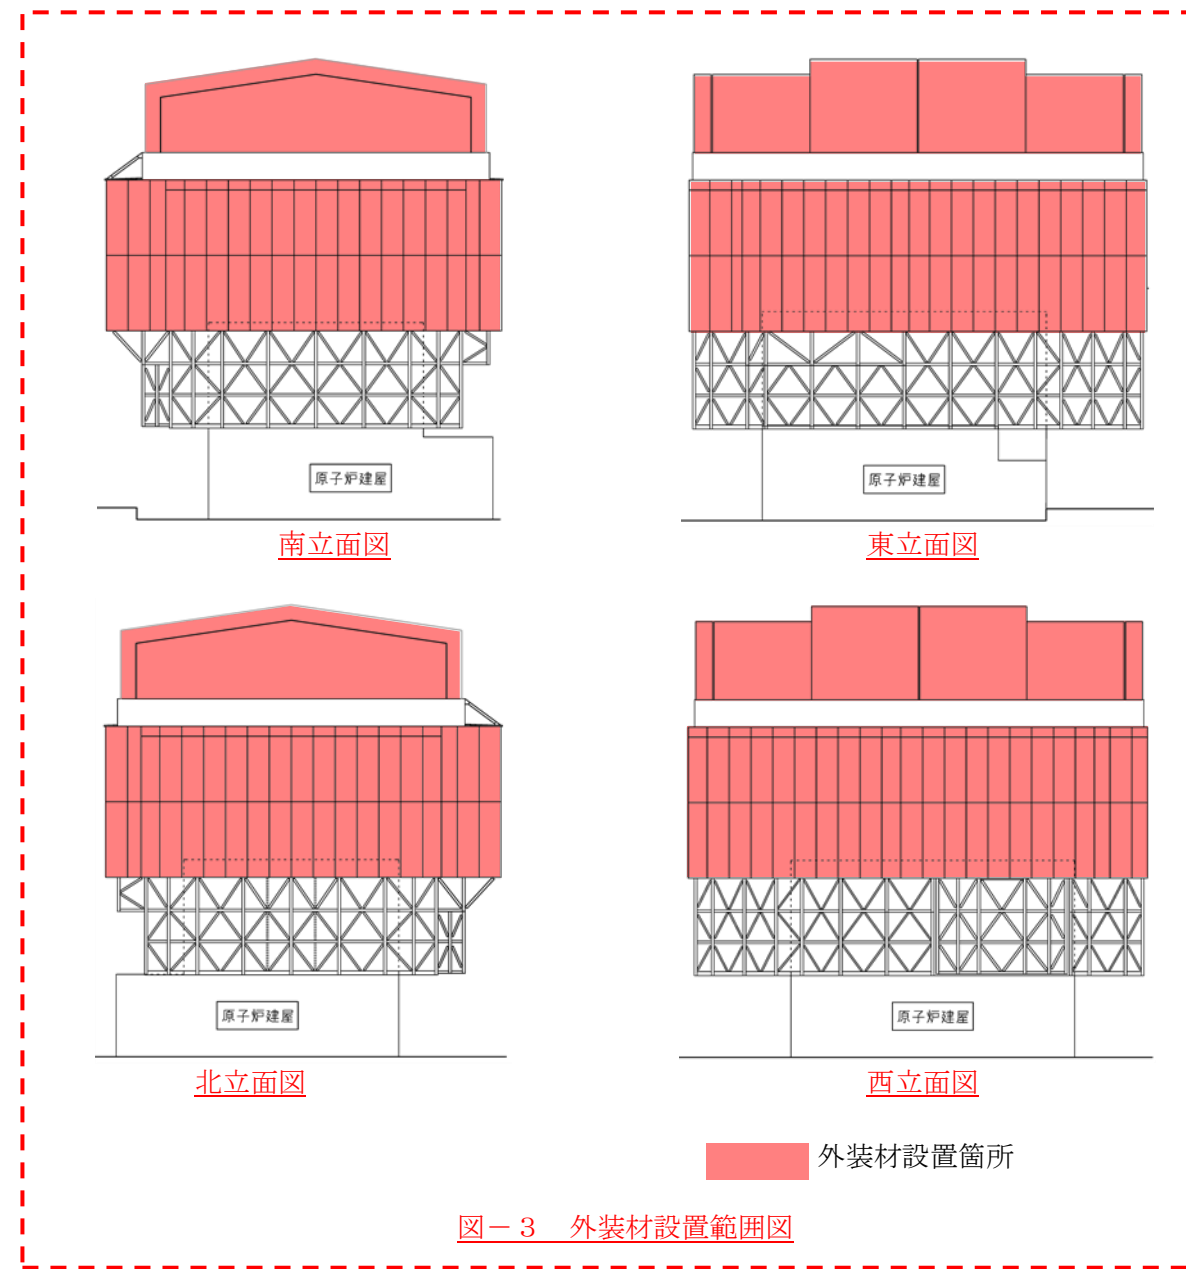 原子炉建屋
南立面図
原子炉建屋
東立面図
原子炉建屋
北立面図
原子炉建屋
西立面図
外装材設置箇所
図－３　外装材設置範囲図